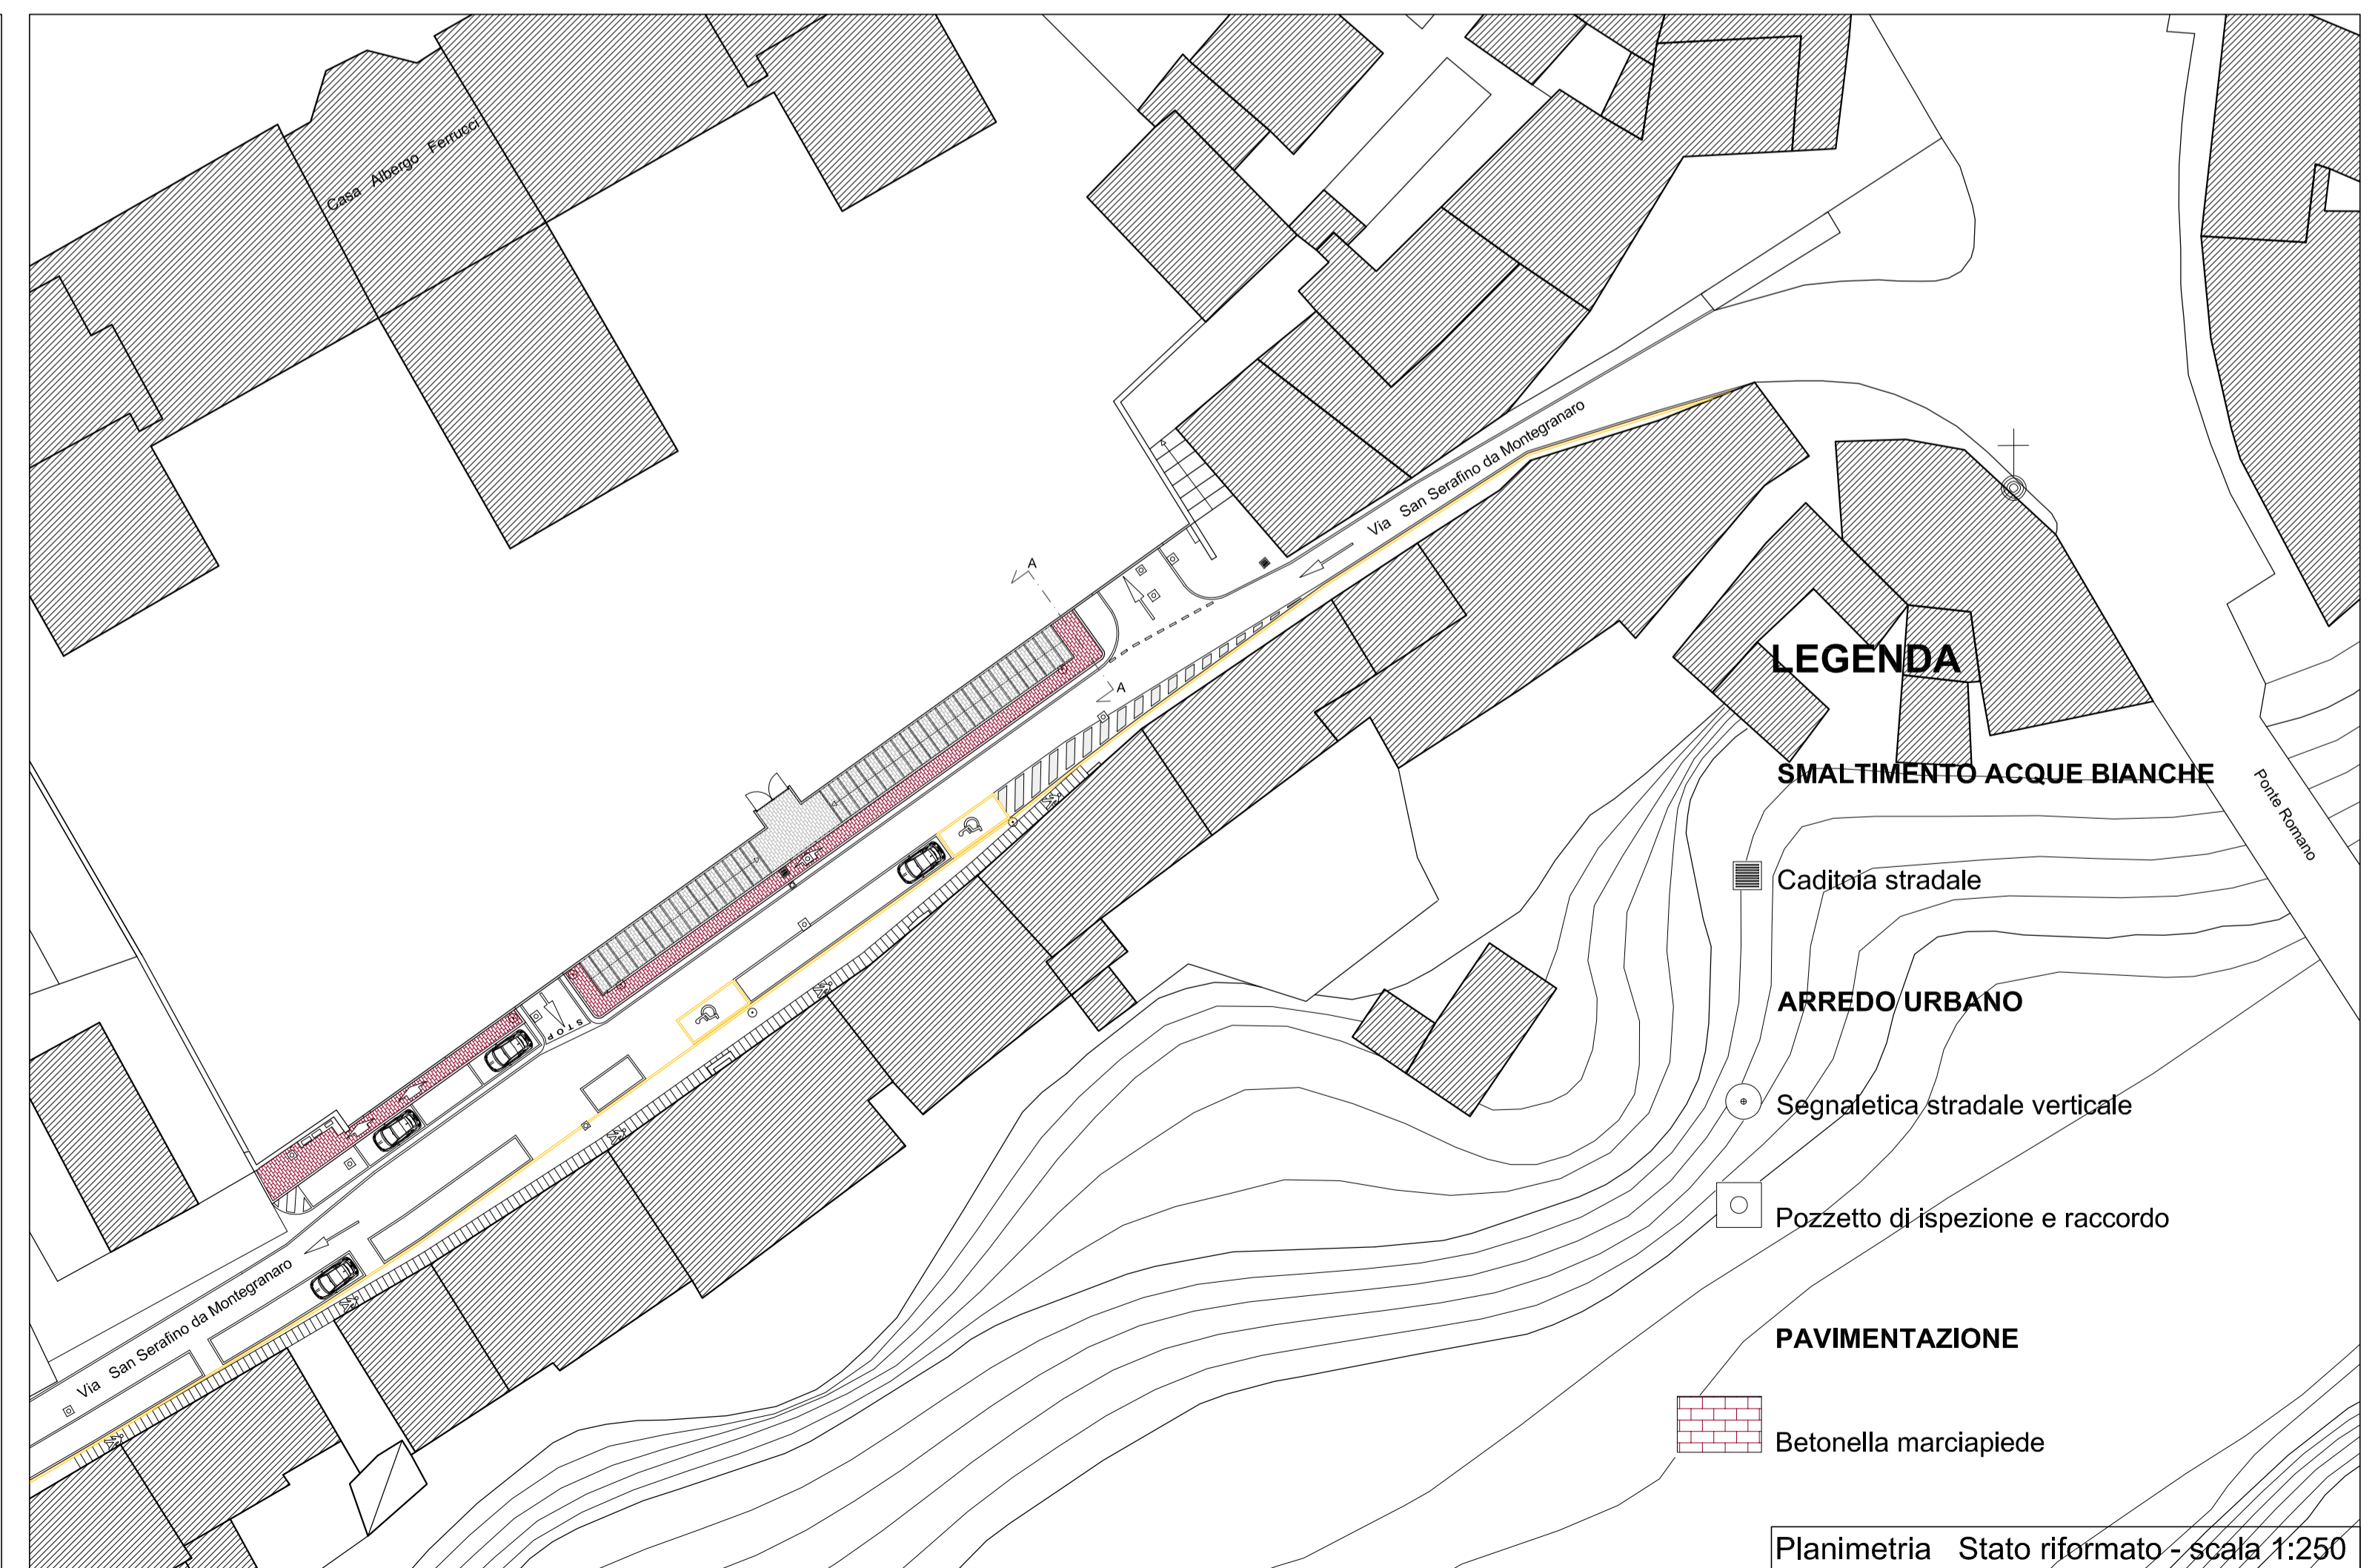 Casa Albergo Ferrucci
Via San Serafino da Montegranaro
A
A
LEGENDA
SMALTIMENTO ACQUE BIANCHE
Ponte Romano
Caditoia stradale
ARREDO URBANO
STOP
Segnaletica stradale verticale
Pozzetto di ispezione e raccordo
Via San Serafino da Montegranaro
PAVIMENTAZIONE
Betonella marciapiede
Planimetria Stato riformato - scala 1:250